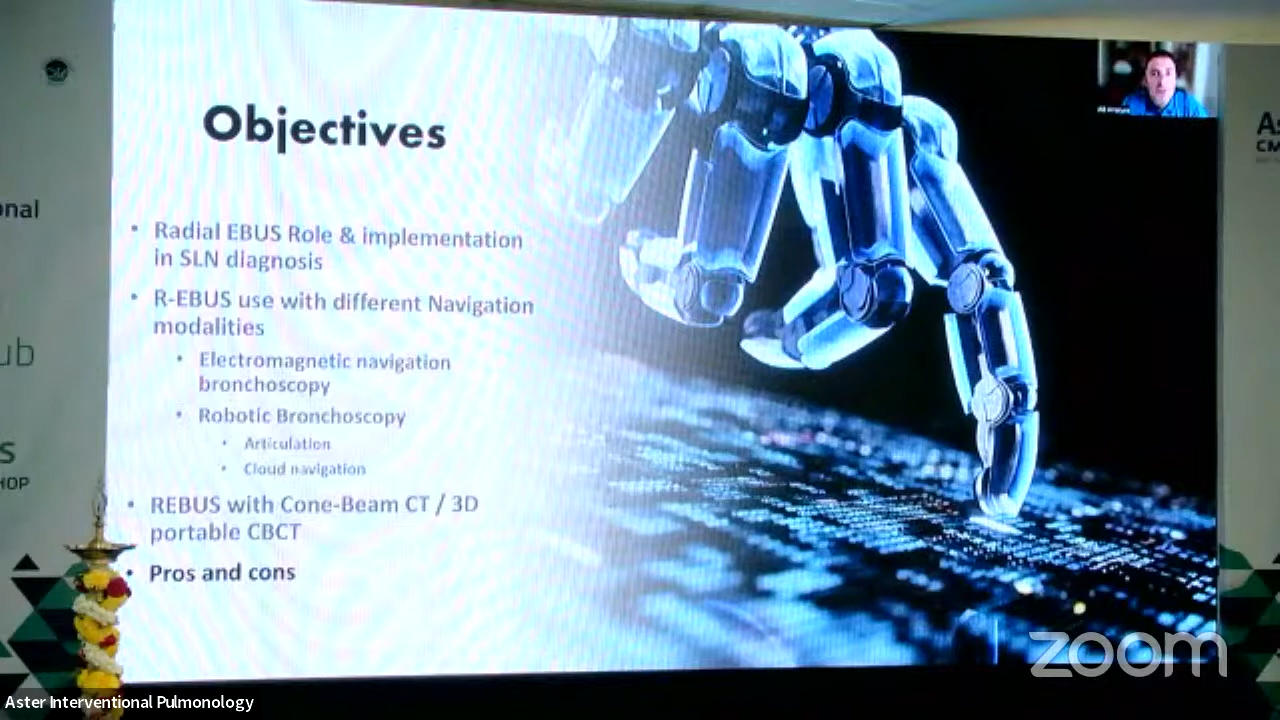 Objectives
• Radial EBUS Role & implementation
in SLN diagnosis
• R-EBUS use with different Navigation
modalities
• Electromagnetic navigation
bronchoscopy
• Robotic Bronchoscopy
• Articulation
• Cloud navigation
• REBUS with Cone-Beam CT / 3D
portable CBCT
• Pros and cons
onal
ub
S
HOP
As
CM
zoom
Aster Interventional Pulmonology